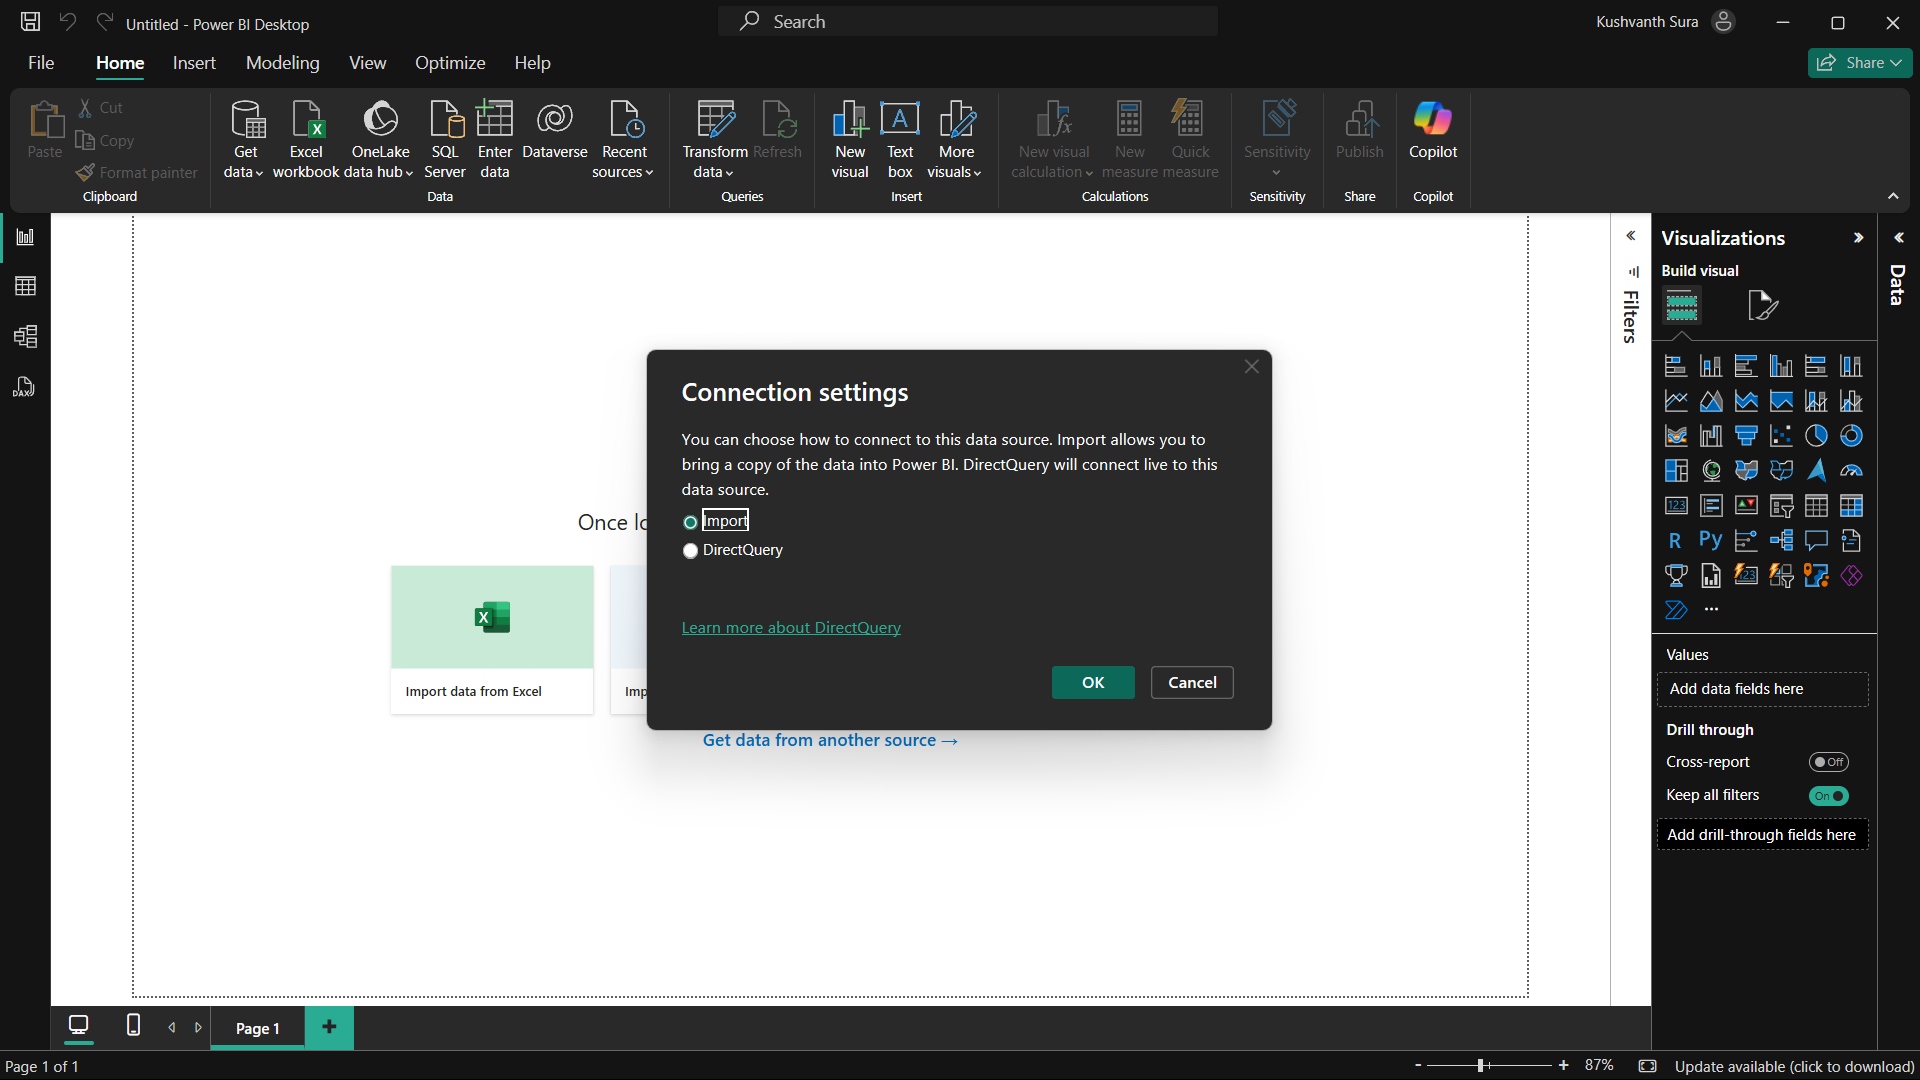 Untitled - Power BI Desktop
Search
Kushvanth Sura
File Home Insert Modeling View Optimize Help
Share
Paste
Cut
Copy
Format painter
Clipboard
Get data
Excel workbook
OneLake data hub
SQL Server
Enter data
Dataverse
Recent sources
Data
Transform data
Refresh
Queries
New visual
Text box
More visuals
Insert
New visual calculation
New measure
Quick measure
Calculations
Sensitivity
Sensitivity
Publish
Share
Copilot
Copilot
Filters
Visualizations
Build visual
Data
Connection settings
You can choose how to connect to this data source. Import allows you to
bring a copy of the data into Power BI. DirectQuery will connect live to this
data source.
Import
DirectQuery
Learn more about DirectQuery
OK
Cancel
Once lo
Import data from Excel
Imp
Get data from another source →
R
Py
123
123
DAX
Values
Add data fields here
Drill through
Cross-report
Off
Keep all filters
On
Add drill-through fields here
Page 1
Page 1 of 1
- + 87%
Update available (click to download)